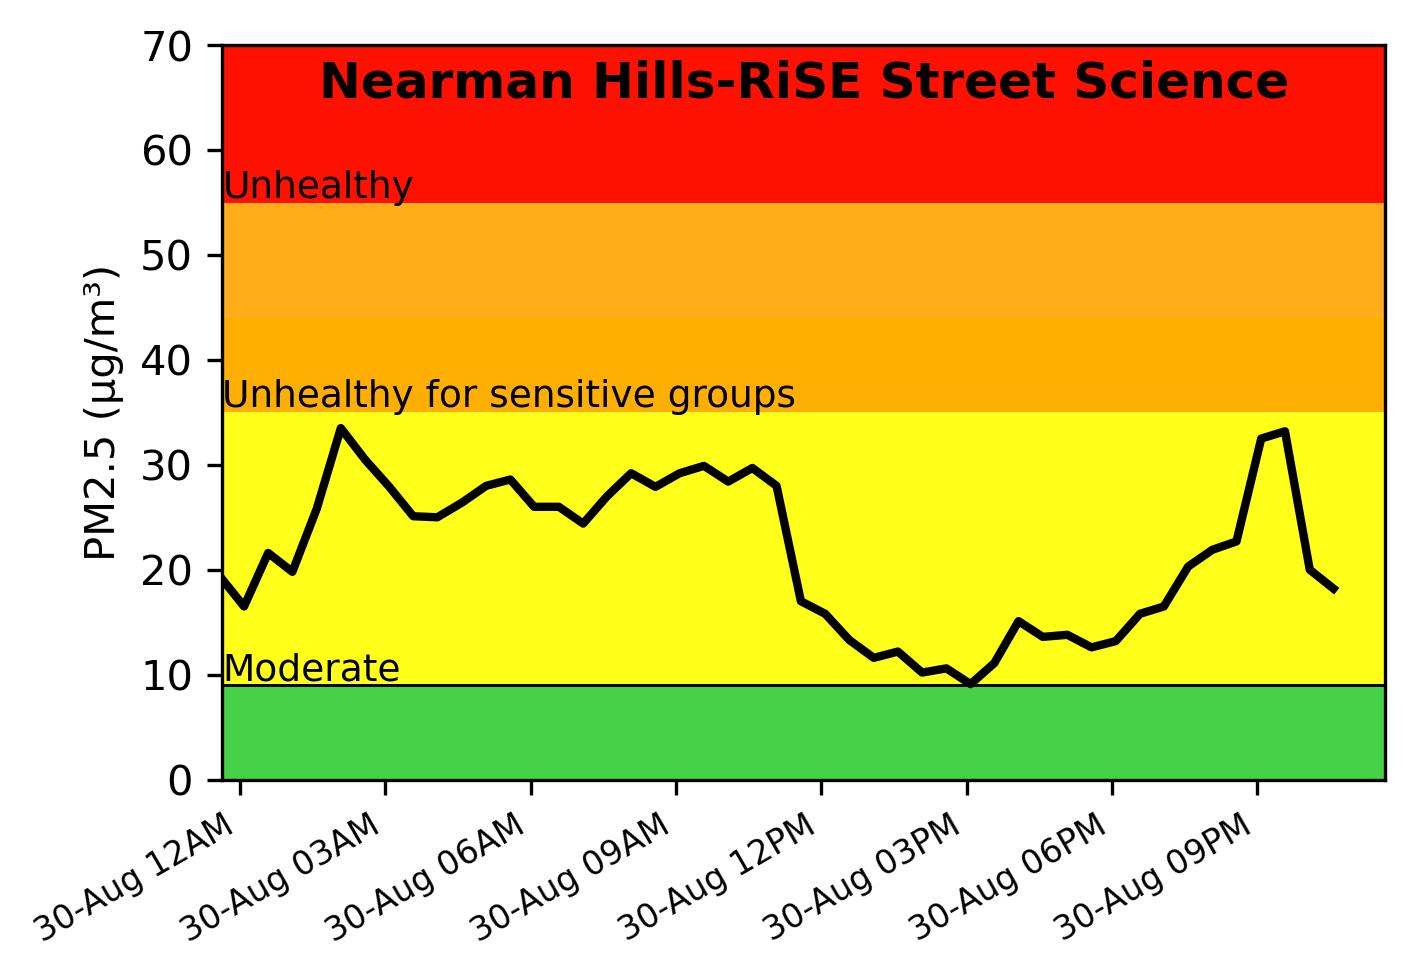 Nearman Hills-RiSE Street Science
70
60
50
40
30
20
10
0
PM2.5 (μg/m³)
Unhealthy
Unhealthy for sensitive groups
Moderate
30-Aug 12AM
30-Aug 03AM
30-Aug 06AM
30-Aug 09AM
30-Aug 12PM
30-Aug 03PM
30-Aug 06PM
30-Aug 09PM